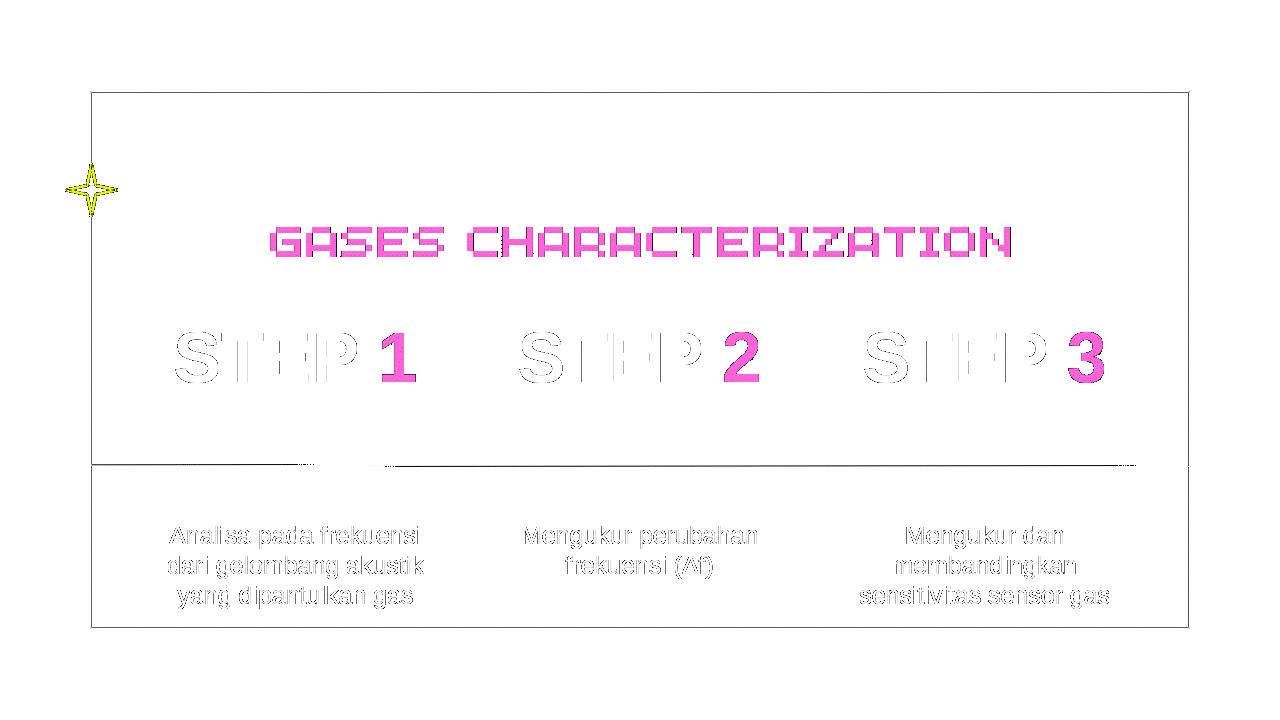 GASES CHARACTERIZATION
STEP 1
STEP 2
STEP 3
Analisa pada frekuensi
dari gelombang akustik
yang dipantulkan gas
Mengukur perubahan
frekuensi (Δf)
Mengukur dan
membandingkan
sensitivitas sensor gas